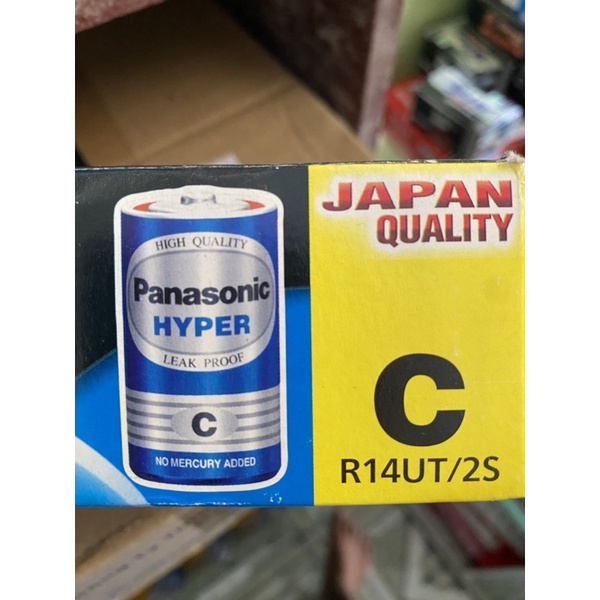 HIGH QUALITY
Panasonic
HYPER
LEAK PROOF
C
NO MERCURY ADDED
JAPAN
QUALITY
C
R14UT/2S